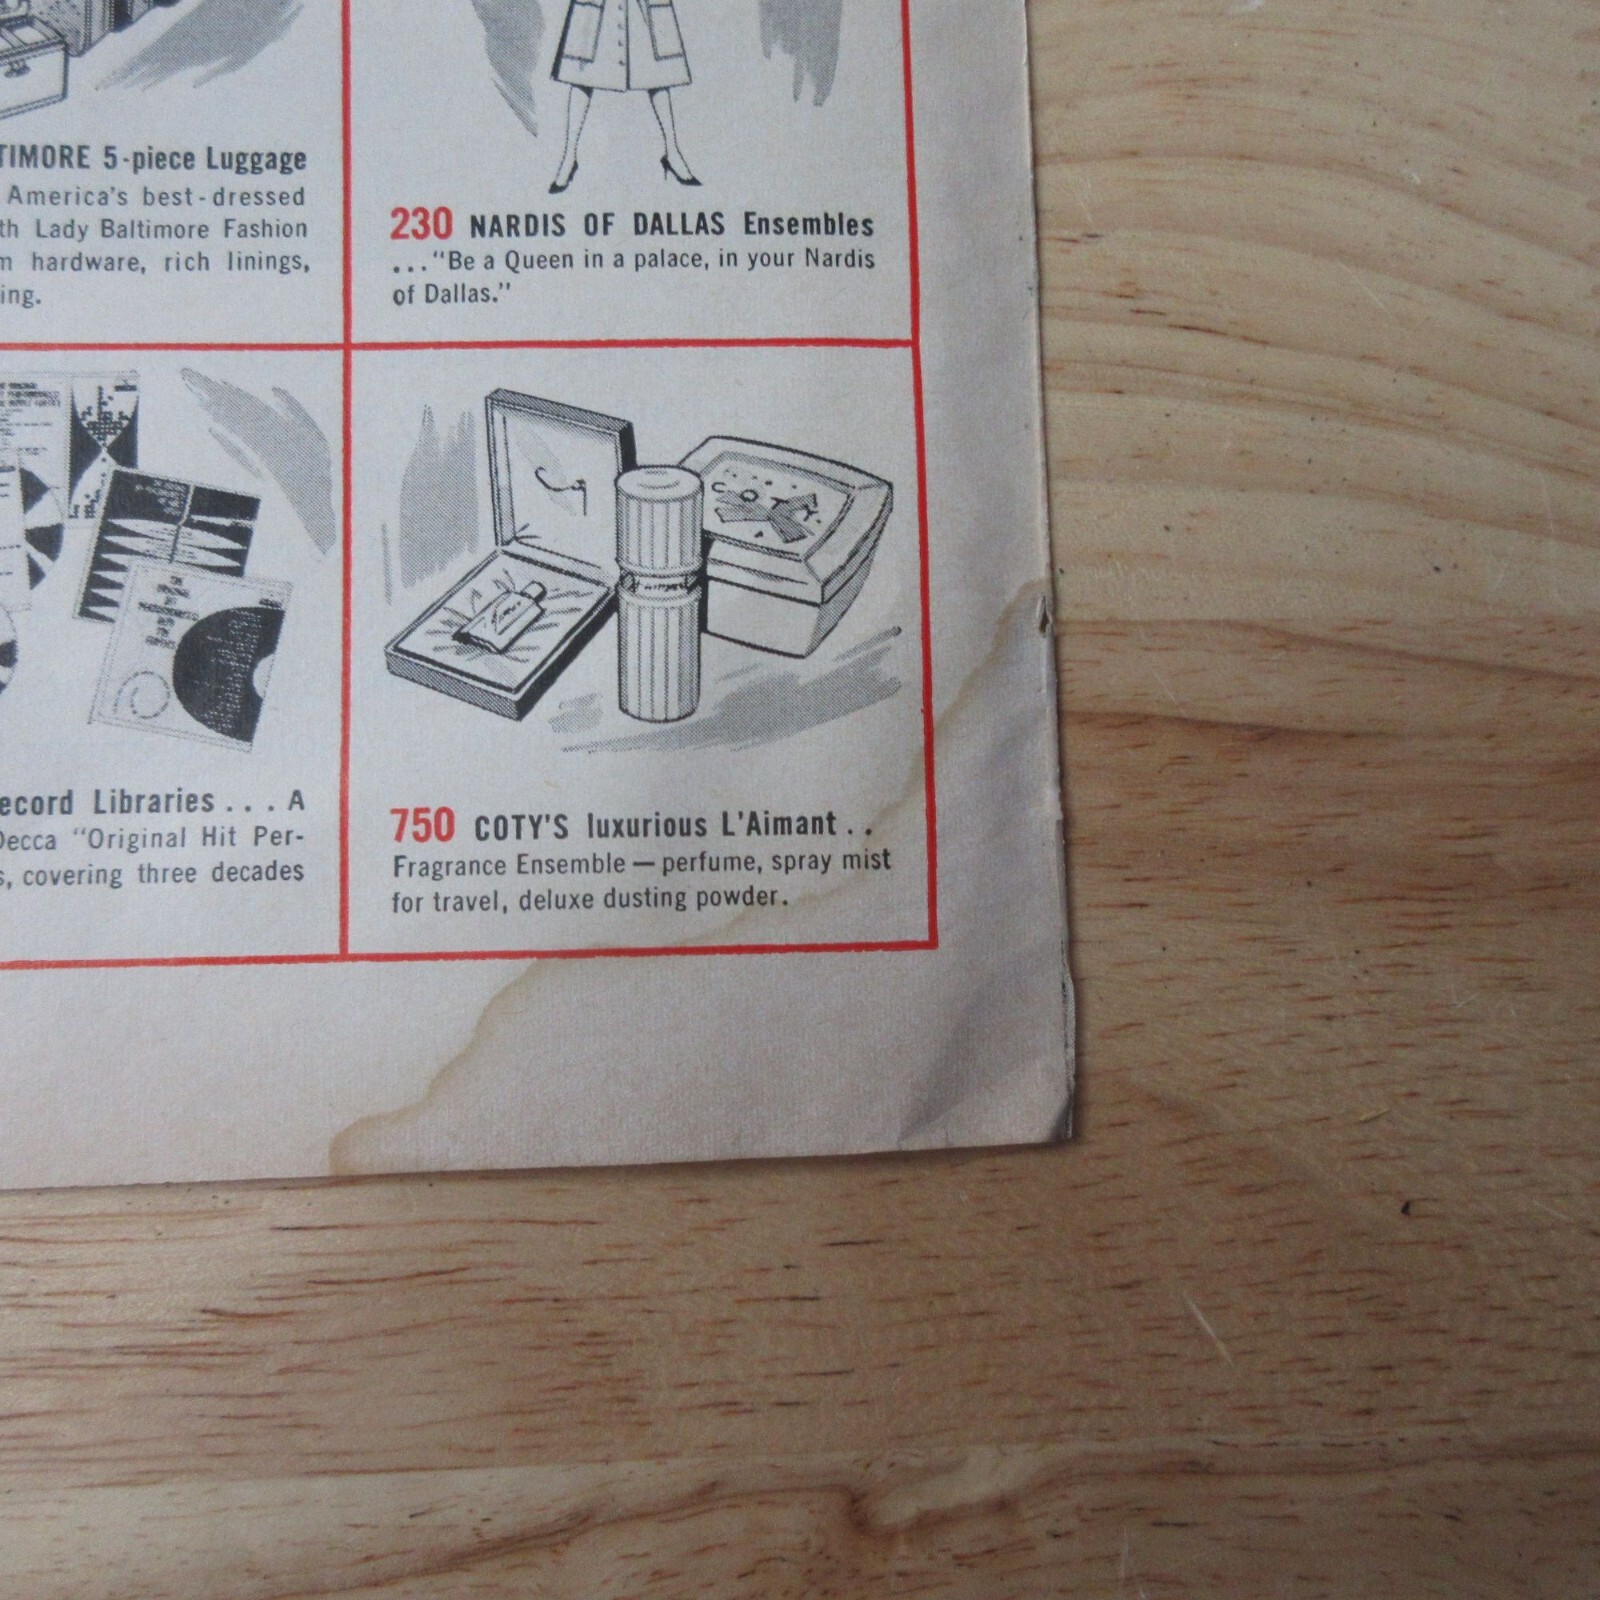 TIMORE 5-piece Luggage
America's best-dressed
th Lady Baltimore Fashion
m hardware, rich linings,
ing.
230 NARDIS OF DALLAS Ensembles
..."Be a Queen in a palace, in your Nardis
of Dallas."
ecord Libraries...A
Decca "Original Hit Per-
s, covering three decades
COTY
750 COTY'S luxurious L'Aimant..
Fragrance Ensemble — perfume, spray mist
for travel, deluxe dusting powder.